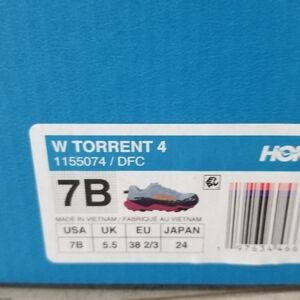 W TORRENT 4
1155074 / DFC
7B
MADE IN VIETNAM / FABRIQUÉ AU VIETNAM
USA UK EU JAPAN
7B 5.5 38 2/3 24